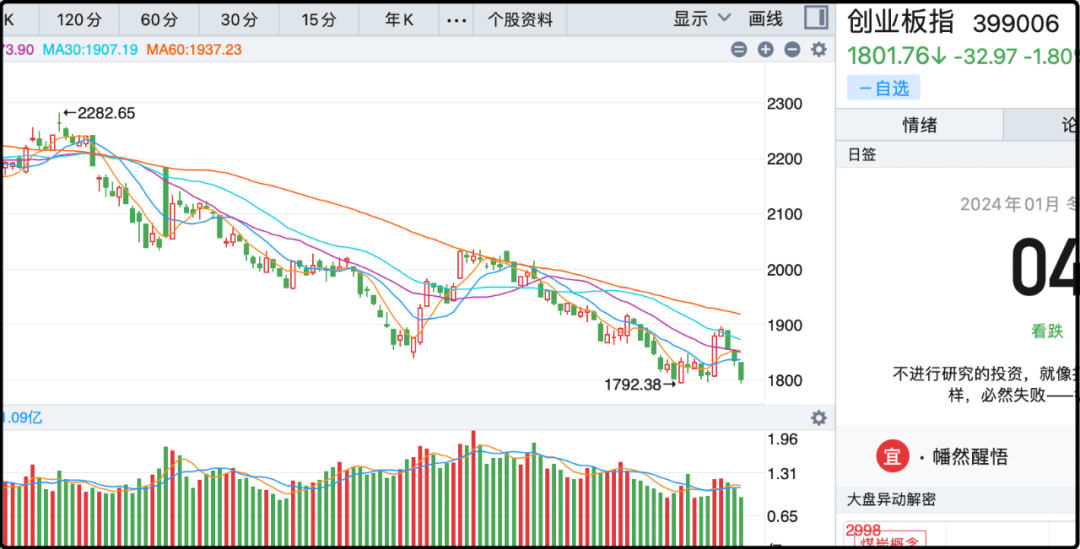 K 120分 60分 30分 15分 年K ··· 个股资料 显示 画线
73.90 MA30:1907.19 MA60:1937.23
2282.65
2300
2200
2100
2000
1900
1800
1792.38
1.09亿
1.96
1.31
0.65
创业板指 399006
1801.76↓ -32.97 -1.80
－自选
情绪 论
日签
2024年01月 冬
04
看跌
不进行研究的投资，就像
样，必然失败——
宜 · 幡然醒悟
大盘异动解密
2998
煤炭概念